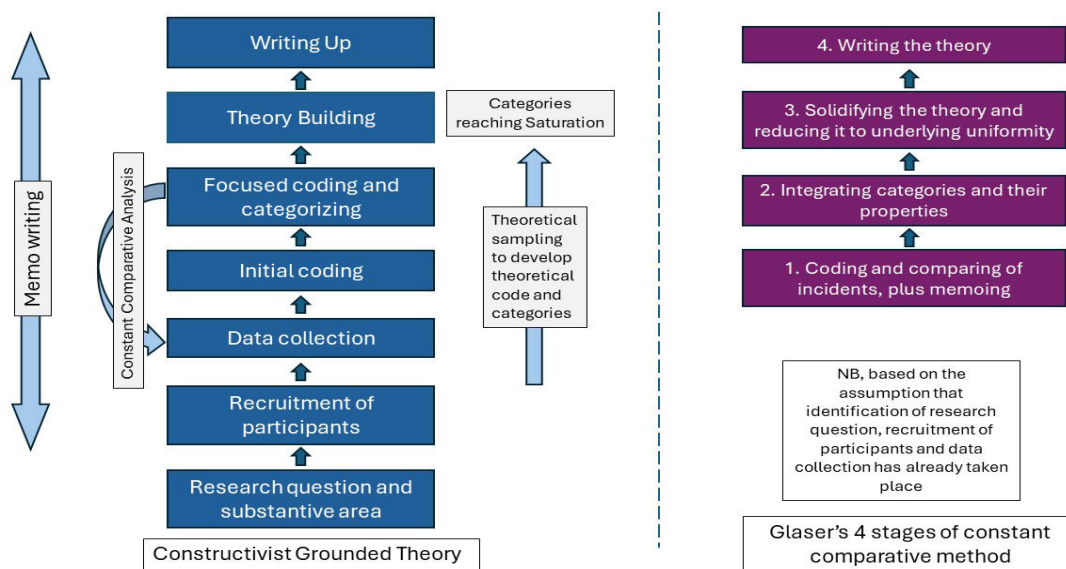 Writing Up
Theory Building
Focused coding and
categorizing
Initial coding
Data collection
Recruitment of
participants
Research question and
substantive area
Constructivist Grounded Theory
Memo writing
Constant Comparative Analysis
Categories
reaching Saturation
Theoretical
sampling
to develop
theoretical
code and
categories
4. Writing the theory
3. Solidifying the theory and
reducing it to underlying uniformity
2. Integrating categories and their
properties
1. Coding and comparing of
incidents, plus memoing
NB, based on the
assumption that
identification of research
question, recruitment of
participants and data
collection has already taken
place
Glaser’s 4 stages of constant
comparative method